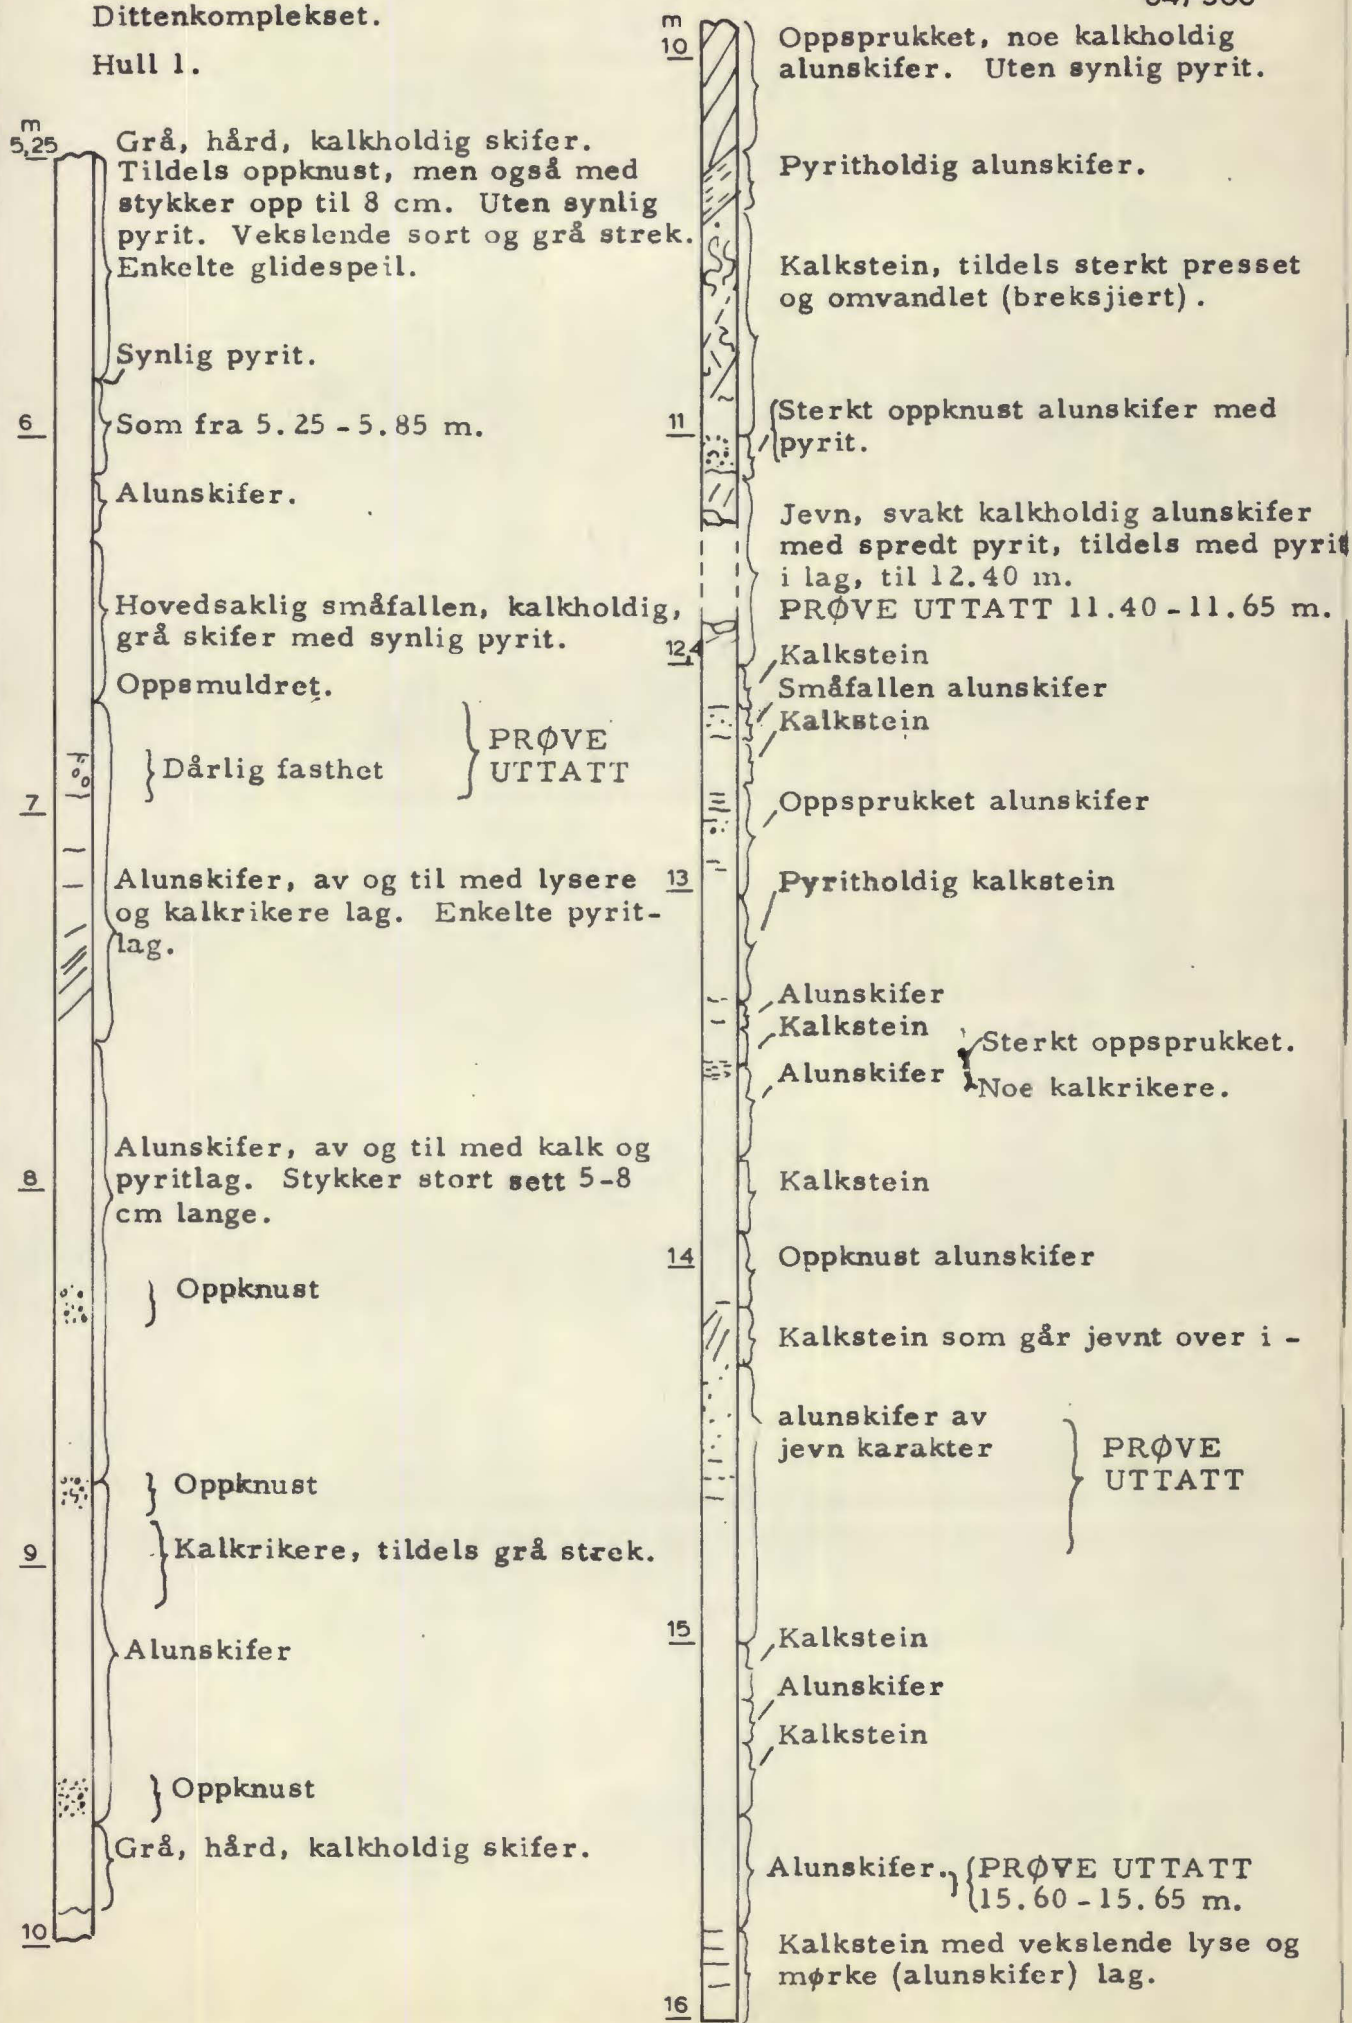 Dittenkomplekset.
Hull 1.
m
5,25
Grå, hård, kalkholdig skifer.
Tildels oppknust, men også med
stykker opp til 8 cm. Uten synlig
pyrit. Vekslende sort og grå strek.
Enkelte glidespeil.
Synlig pyrit.
6
Som fra 5.25 - 5.85 m.
Alunskifer.
Hovedsaklig småfallen, kalkholdig,
grå skifer med synlig pyrit.
Oppsmuldret.
Dårlig fasthet
PRØVE
UTTATT
7
Alunskifer, av og til med lysere
og kalkrikere lag. Enkelte pyrit-
lag.
8
Alunskifer, av og til med kalk og
pyritlag. Stykker stort sett 5-8
cm lange.
Oppknust
Oppknust
9
Kalkrikere, tildels grå strek.
Alunskifer
Oppknust
Grå, hård, kalkholdig skifer.
10
m
10
Oppsprukket, noe kalkholdig
alunskifer. Uten synlig pyrit.
Pyritholdig alunskifer.
Kalkstein, tildels sterkt presset
og omvandlet (breksjiert).
11
Sterkt oppknust alunskifer med
pyrit.
Jevn, svakt kalkholdig alunskifer
med spredt pyrit, tildels med pyrit
i lag, til 12.40 m.
PRØVE UTTATT 11.40 - 11.65 m.
12,4
Kalkstein
Småfallen alunskifer
Kalkstein
Oppsprukket alunskifer
13
Pyritholdig kalkstein
Alunskifer
Kalkstein
Sterkt oppsprukket.
Alunskifer
Noe kalkrikere.
Kalkstein
14
Oppknust alunskifer
Kalkstein som går jevnt over i -
alunskifer av
jevn karakter
PRØVE
UTTATT
15
Kalkstein
Alunskifer
Kalkstein
Alunskifer.
PRØVE UTTATT
15.60 - 15.65 m.
Kalkstein med vekslende lyse og
mørke (alunskifer) lag.
16